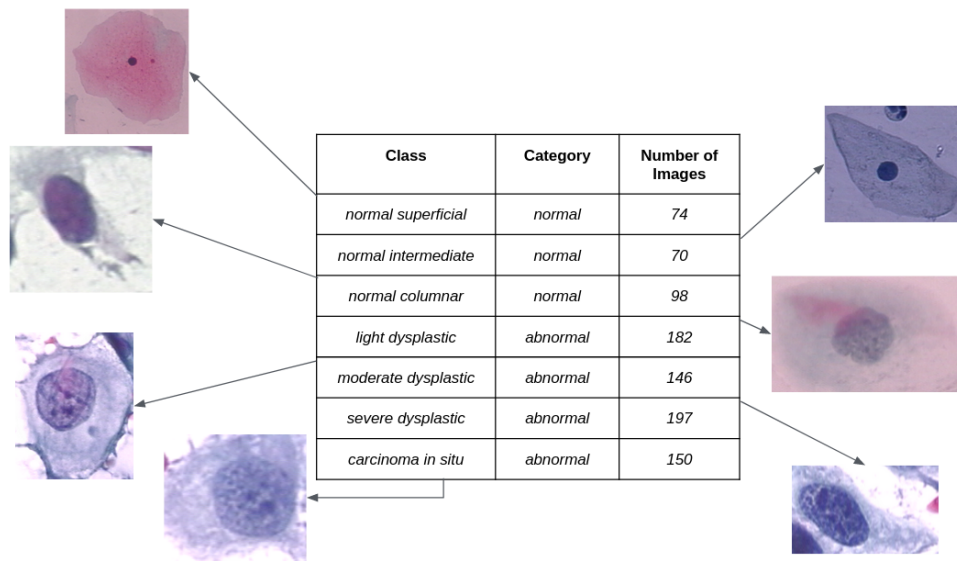 Class Category Number of
Images
normal superficial normal 74
normal intermediate normal 70
normal columnar normal 98
light dysplastic abnormal 182
moderate dysplastic abnormal 146
severe dysplastic abnormal 197
carcinoma in situ abnormal 150